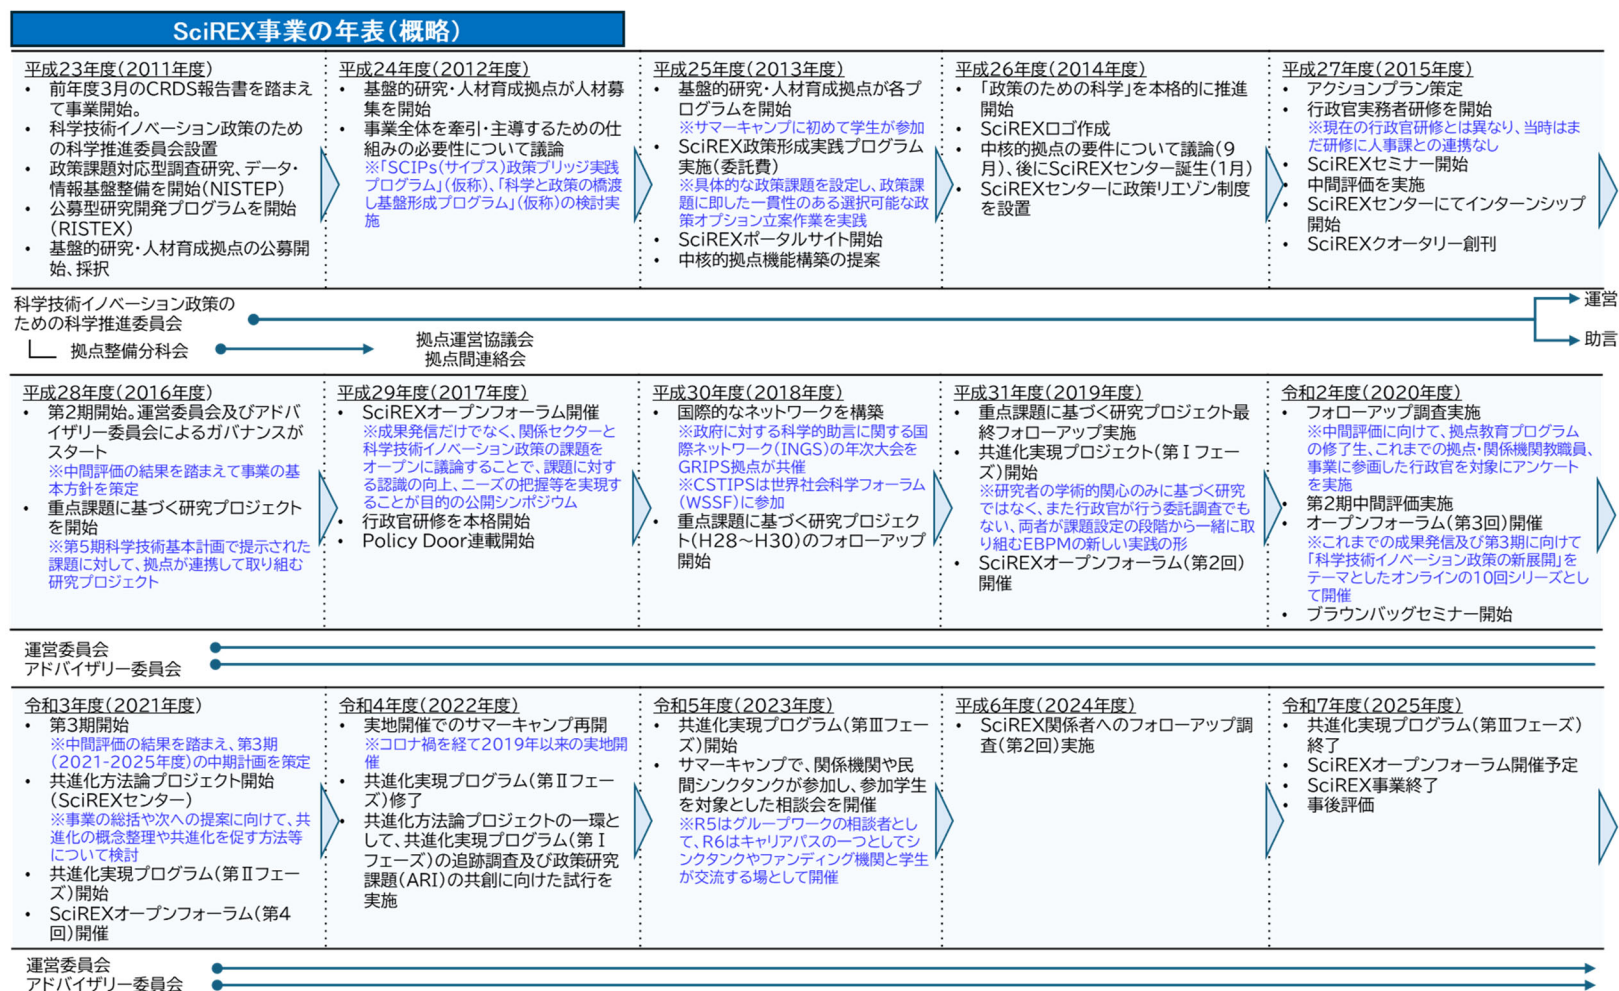 SciREX事業の年表（概略）
平成23年度（2011年度）
• 前年度3月のCRDS報告書を踏まえ
て事業開始。
• 科学技術イノベーション政策のため
の科学推進委員会設置
• 政策課題対応型調査研究、データ・
情報基盤整備を開始（NISTEP）
• 公募型研究開発プログラムを開始
（RISTEX）
• 基盤的研究・人材育成拠点の公募開
始、採択
平成24年度（2012年度）
• 基盤的研究・人材育成拠点が人材募
集を開始
• 事業全体を牽引・主導するための仕
組みの必要性について議論
※「SCIPs（サイプス）政策ブリッジ実践
プログラム」（仮称）、「科学と政策の橋渡
し基盤形成プログラム」（仮称）の検討実
施
平成25年度（2013年度）
• 基盤的研究・人材育成拠点が各プ
ログラムを開始
※サマーキャンプに初めて学生が参加
• SciREX政策形成実践プログラム
実施（委託費）
※具体的な政策課題を設定し、政策課
題に即した一貫性のある選択可能な政
策オプション立案作業を実践
• SciREXポータルサイト開始
• 中核的拠点機能構築の提案
平成26年度（2014年度）
• 「政策のための科学」を本格的に推進
開始
• SciREXロゴ作成
• 中核的拠点の要件について議論（9
月）、後にSciREXセンター誕生（1月）
• SciREXセンターに政策リエゾン制度
を設置
平成27年度（2015年度）
• アクションプラン策定
• 行政官実務者研修を開始
※現在の行政官研修とは異なり、当時はま
だ研修に人事課との連携なし
• SciREXセミナー開始
• 中間評価を実施
• SciREXセンターにてインターンシップ
開始
• SciREXクオータリー創刊
科学技術イノベーション政策の
ための科学推進委員会
拠点整備分科会
拠点運営協議会
拠点間連絡会
運営
助言
平成28年度（2016年度）
• 第2期開始。運営委員会及びアドバ
イザリー委員会によるガバナンスが
スタート
※中間評価の結果を踏まえて事業の基
本方針を策定
• 重点課題に基づく研究プロジェクト
を開始
※第5期科学技術基本計画で提示された
課題に対して、拠点が連携して取り組む
研究プロジェクト
平成29年度（2017年度）
• SciREXオープンフォーラム開催
※成果発信だけでなく、関係セクターと
科学技術イノベーション政策の課題を
オープンに議論することで、課題に対す
る認識の向上、ニーズの把握等を実現す
ることが目的の公開シンポジウム
• 行政官研修を本格開始
• Policy Door連載開始
平成30年度（2018年度）
• 国際的なネットワークを構築
※政府に対する科学的助言に関する国
際ネットワーク（INGS）の年次大会を
GRIPS拠点が共催
※CSTIPSは世界社会科学フォーラム
（WSSF）に参加
• 重点課題に基づく研究プロジェク
ト（H28～H30）のフォローアップ
開始
平成31年度（2019年度）
• 重点課題に基づく研究プロジェクト最
終フォローアップ実施
• 共進化実現プロジェクト（第Ⅰフェー
ズ）開始
※研究者の学術的関心のみに基づく研究
ではなく、また行政官が行う委託調査でも
ない、両者が課題設定の段階から一緒に取
り組むEBPMの新しい実践の形
• SciREXオープンフォーラム（第2回）
開催
令和2年度（2020年度）
• フォローアップ調査実施
※中間評価に向けて、拠点教育プログラム
の修了生、これまでの拠点・関係機関教職員、
事業に参画した行政官を対象にアンケート
を実施
• 第2期中間評価実施
• オープンフォーラム（第3回）開催
※これまでの成果発信及び第3期に向けて
「科学技術イノベーション政策の新展開」を
テーマとしたオンラインの10回シリーズとし
て開催
• ブラウンバッグセミナー開始
運営委員会
アドバイザリー委員会
令和3年度（2021年度）
• 第3期開始
※中間評価の結果を踏まえ、第3期
（2021-2025年度）の中期計画を策定
• 共進化方法論プロジェクト開始
（SciREXセンター）
※事業の総括や次への提案に向けて、共
進化の概念整理や共進化を促す方法等
について検討
• 共進化実現プログラム（第Ⅱフェー
ズ）開始
• SciREXオープンフォーラム（第4
回）開催
令和4年度（2022年度）
• 実地開催でのサマーキャンプ再開
※コロナ禍を経て2019年以来の実地開
催
• 共進化実現プログラム（第Ⅱフェー
ズ）修了
• 共進化方法論プロジェクトの一環と
して、共進化実現プログラム（第Ⅰ
フェーズ）の追跡調査及び政策研究
課題（ARI）の共創に向けた試行を
実施
令和5年度（2023年度）
• 共進化実現プログラム（第Ⅲフェー
ズ）開始
• サマーキャンプで、関係機関や民
間シンクタンクが参加し、参加学生
を対象とした相談会を開催
※R5はグループワークの相談者とし
て、R6はキャリアパスの一つとしてシ
ンクタンクやファンディング機関と学生
が交流する場として開催
平成6年度（2024年度）
• SciREX関係者へのフォローアップ調
査（第2回）実施
令和7年度（2025年度）
• 共進化実現プログラム（第Ⅲフェーズ）
終了
• SciREXオープンフォーラム開催予定
• SciREX事業終了
• 事後評価
運営委員会
アドバイザリー委員会